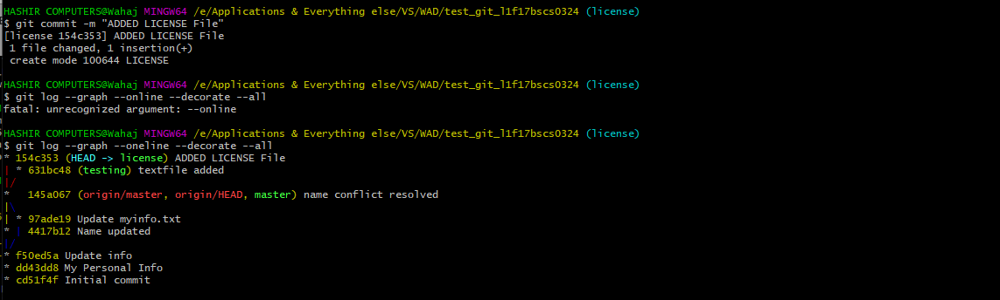 HASHIR COMPUTERS@Wahaj MINGW64 /e/Applications & Everything else/VS/WAD/test_git_l1f17bscs0324 (license)
$ git commit -m "ADDED LICENSE File"
[license 154c353] ADDED LICENSE File
 1 file changed, 1 insertion(+)
 create mode 100644 LICENSE

HASHIR COMPUTERS@Wahaj MINGW64 /e/Applications & Everything else/VS/WAD/test_git_l1f17bscs0324 (license)
$ git log --graph --online --decorate --all
fatal: unrecognized argument: --online

HASHIR COMPUTERS@Wahaj MINGW64 /e/Applications & Everything else/VS/WAD/test_git_l1f17bscs0324 (license)
$ git log --graph --oneline --decorate --all
* 154c353 (HEAD -> license) ADDED LICENSE File
| * 631bc48 (testing) textfile added
|/
*   145a067 (origin/master, origin/HEAD, master) name conflict resolved
|\
| * 97ade19 Update myinfo.txt
* | 4417b12 Name updated
|/
* f50ed5a Update info
* dd43dd8 My Personal Info
* cd51f4f Initial commit